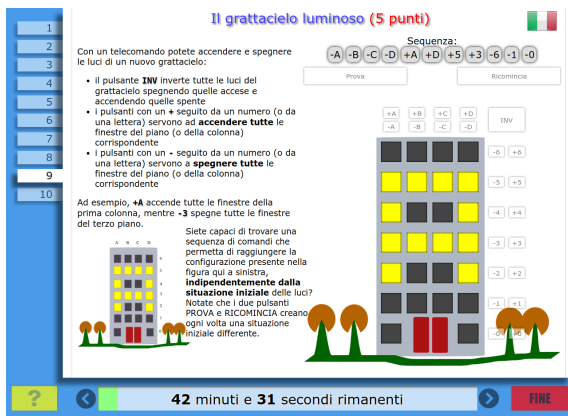 Il grattacielo luminoso (5 punti)
1
2
3
4
5
6
7
8
9
10
Con un telecomando potete accendere e spegnere
le luci di un nuovo grattacielo:
• il pulsante INV inverte tutte le luci del
grattacielo spegnendo quelle accese e
accendendo quelle spente
• i pulsanti con un + seguito da un numero (o da
una lettera) servono ad accendere tutte le
finestre del piano (o della colonna)
corrispondente
• i pulsanti con un - seguito da un numero (o da
una lettera) servono a spegnere tutte le
finestre del piano (o della colonna)
corrispondente
Ad esempio, +A accende tutte le finestre della
prima colonna, mentre -3 spegne tutte le finestre
del terzo piano.
Siete capaci di trovare una
sequenza di comandi che
permetta di raggiungere la
configurazione presente nella
figura qui a sinistra,
indipendentemente dalla
situazione iniziale delle luci?
Notate che i due pulsanti
PROVA e RICOMINCIA creano
ogni volta una situazione
iniziale differente.
A B C D
6
5
4
3
2
1
Sequenza:
-A -B -C -D +A +D +5 +3 -6 -1 -0
Prova Ricomincia
+A +B +C +D
-A -B -C -D
INV
-6 +6
-5 +5
-4 +4
-3 +3
-2 +2
-1 +1
-0 +0
?
42 minuti e 31 secondi rimanenti
FINE